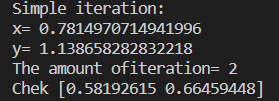 Simple iteration:
x= 0.7814970714941996
y= 1.138658282832218
The amount ofiteration= 2
Chek [0.58192615 0.66459448]